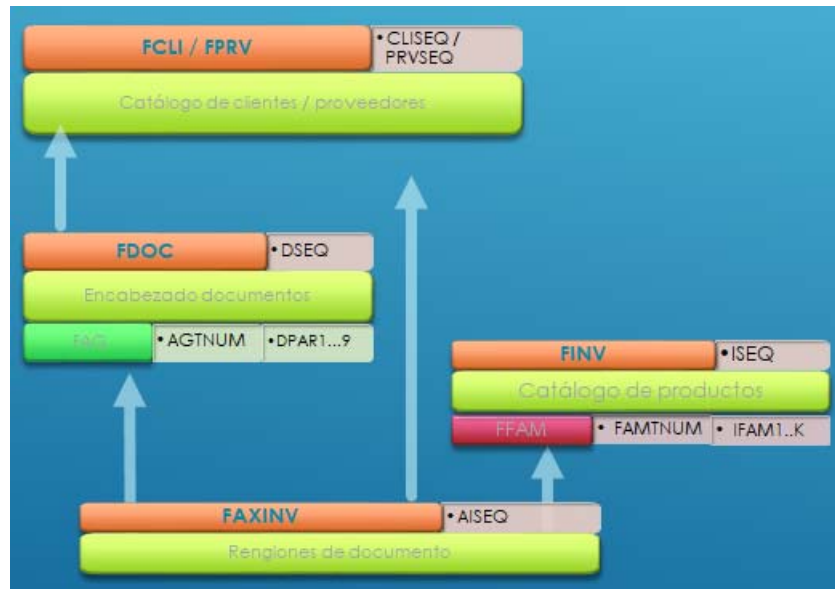 FCLI / FPRV
• CLISEQ /
PRVSEQ
Catálogo de clientes / proveedores
FDOC
• DSEQ
Encabezado documentos
FAG
• AGTNUM
• DPAR1...9
FINV
• ISEQ
Catálogo de productos
FFAM
• FAMTNUM
• IFAM1..K
FAXINV
• AISEQ
Renglones de documento